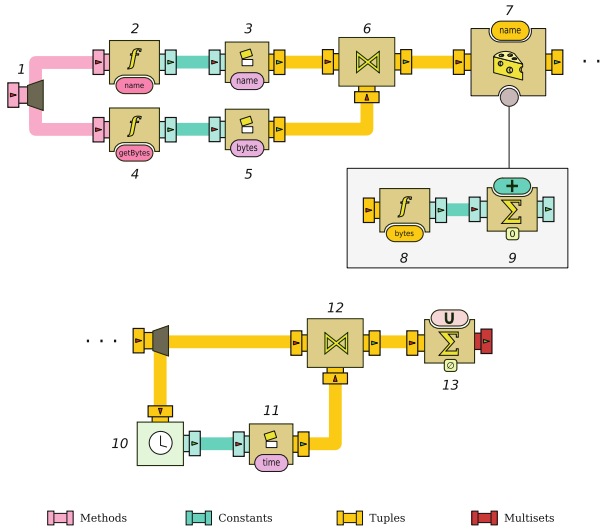 1
2
3
6
7
name
name
name
getBytes
bytes
4
5
+
0
bytes
8
9
. .
. . .
12
U
∅
13
10
11
time
Methods
Constants
Tuples
Multisets